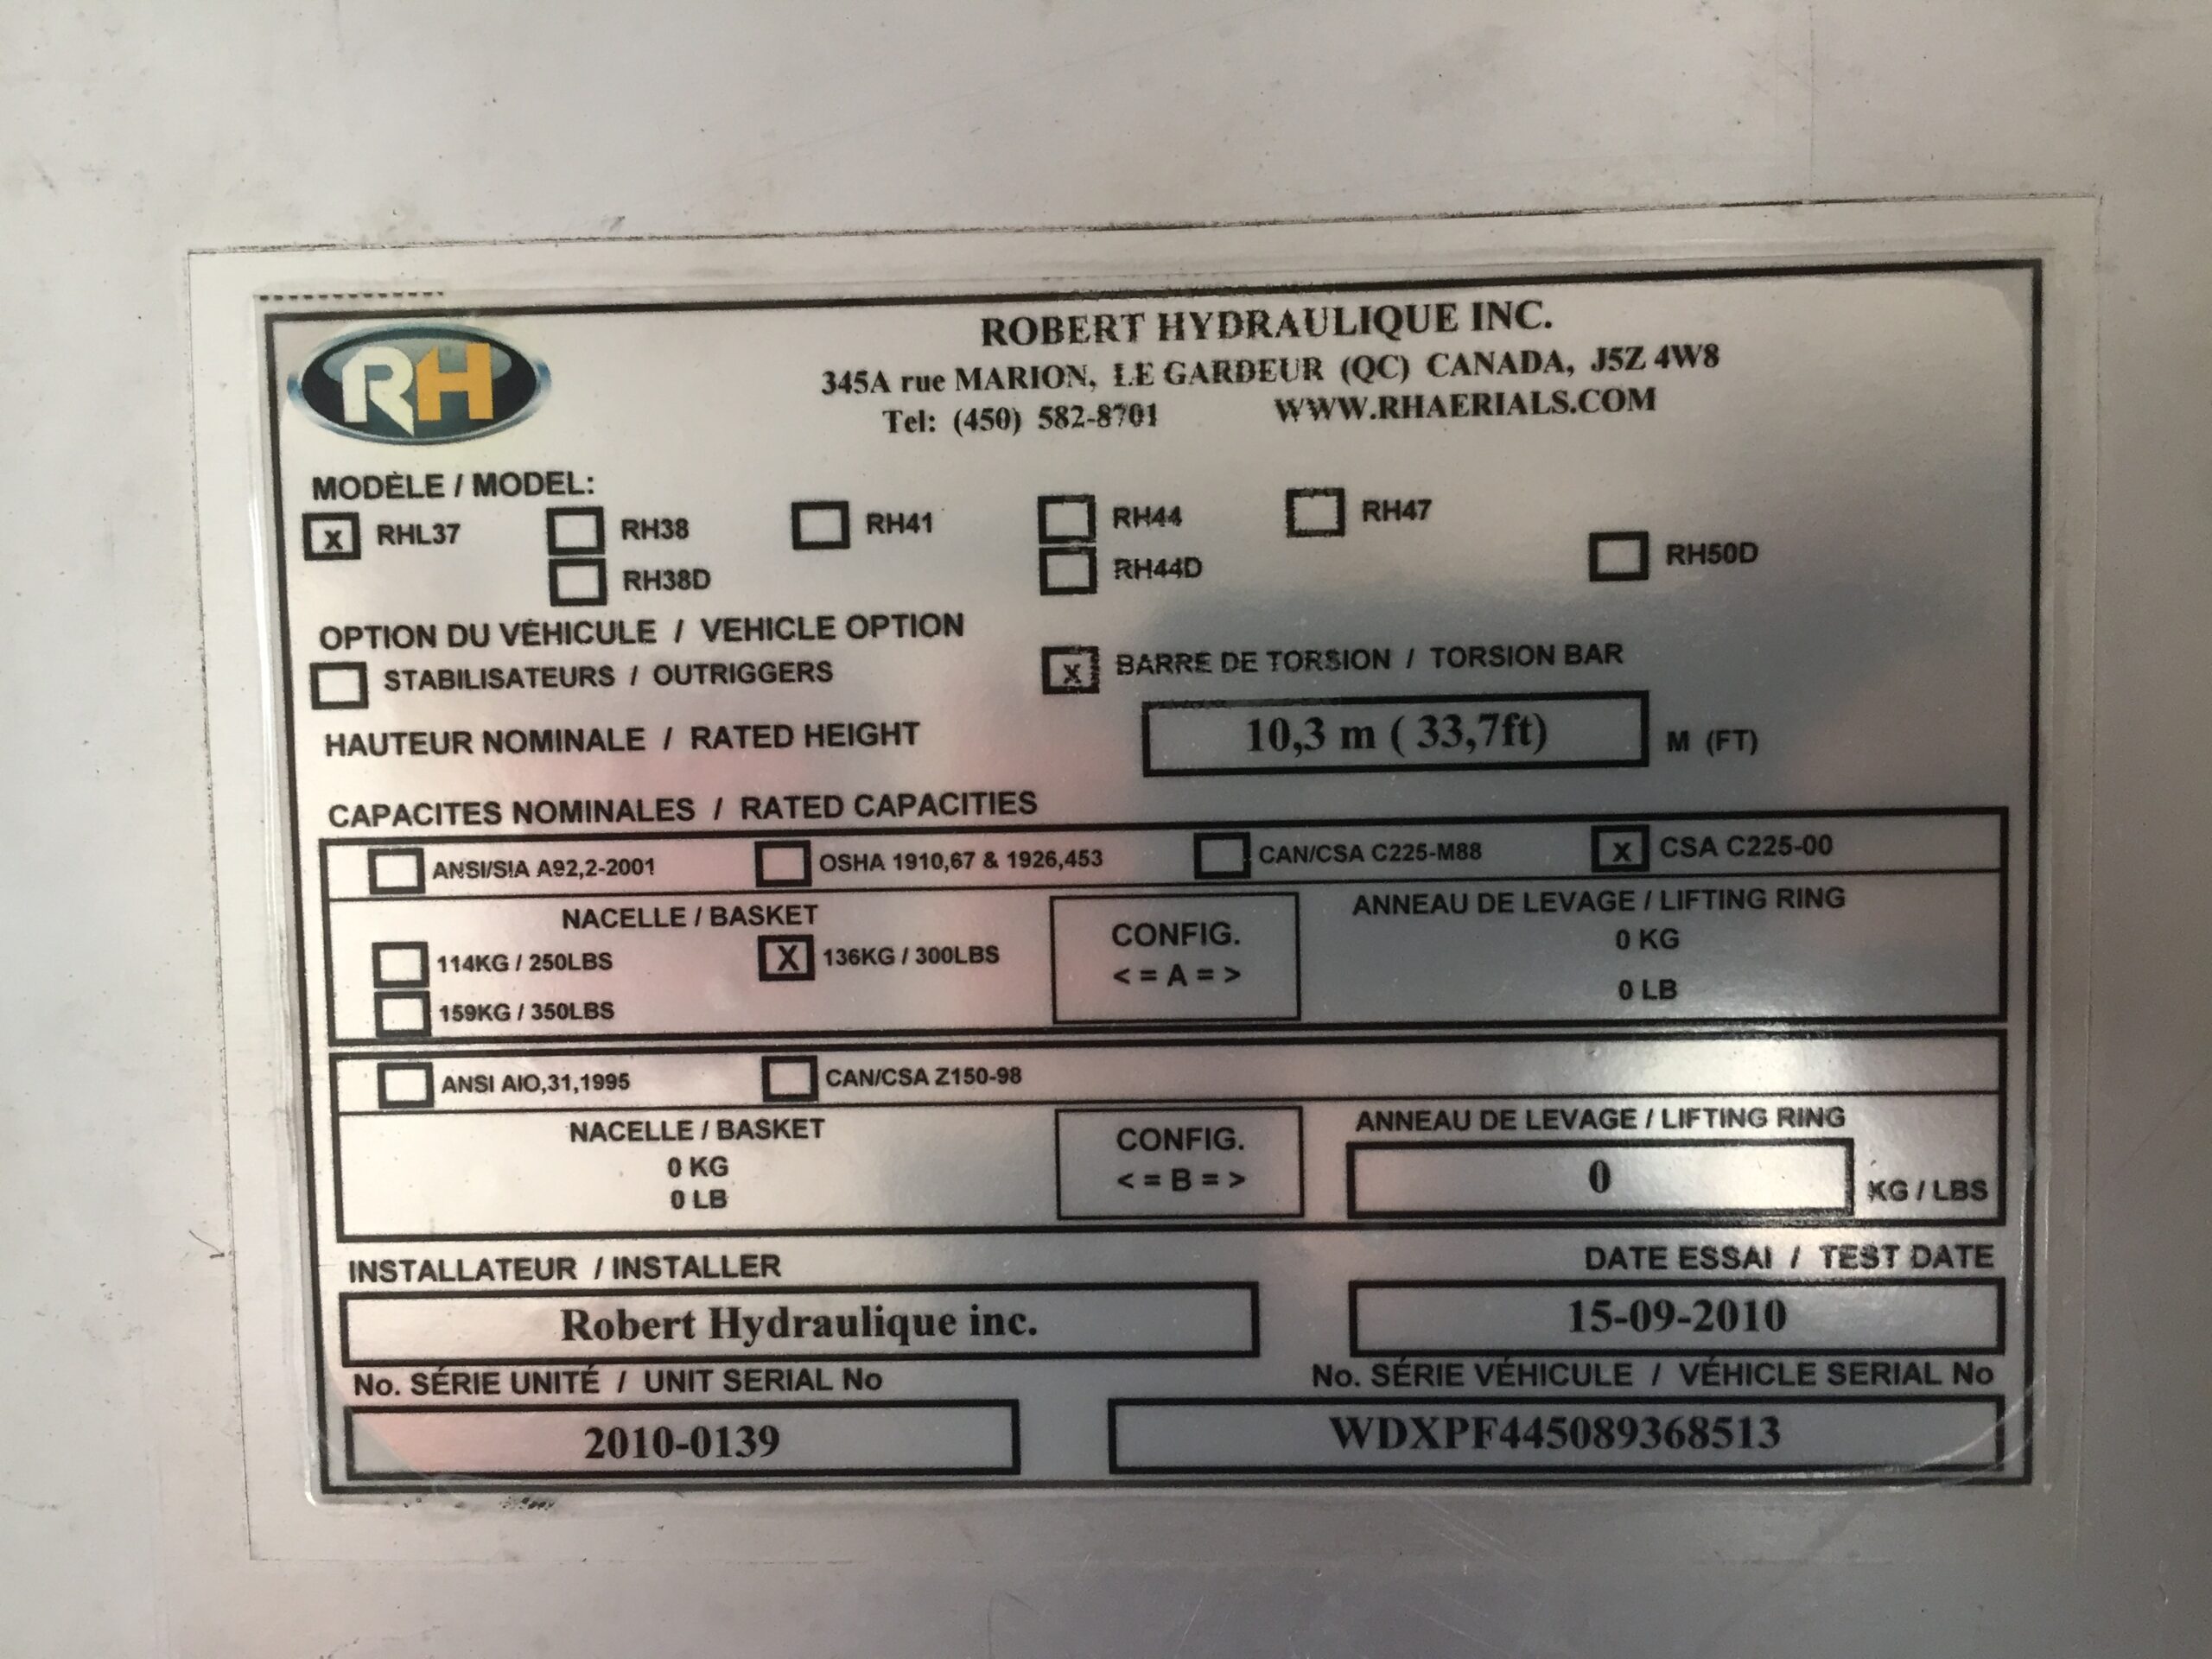 RH
ROBERT HYDRAULIQUE INC.
345A rue MARION, LE GARDEUR (QC) CANADA, J5Z 4W8
Tel: (450) 582-8701 WWW.RHAERIALS.COM
MODÈLE / MODEL:
x RHL37 RH38 RH41 RH44 RH47
RH38D RH44D RH50D
OPTION DU VÉHICULE / VEHICLE OPTION
STABILISATEURS / OUTRIGGERS x BARRE DE TORSION / TORSION BAR
HAUTEUR NOMINALE / RATED HEIGHT 10,3 m ( 33,7ft) M (FT)
CAPACITES NOMINALES / RATED CAPACITIES
ANSI/SIA A92,2-2001 OSHA 1910,67 & 1926,453 CAN/CSA C225-M88 x CSA C225-00
NACELLE / BASKET CONFIG. ANNEAU DE LEVAGE / LIFTING RING
114KG / 250LBS X 136KG / 300LBS < = A = > 0 KG
159KG / 350LBS 0 LB
ANSI AIO,31,1995 CAN/CSA Z150-98
NACELLE / BASKET CONFIG. ANNEAU DE LEVAGE / LIFTING RING
0 KG < = B = > 0 KG / LBS
0 LB
INSTALLATEUR / INSTALLER DATE ESSAI / TEST DATE
Robert Hydraulique inc. 15-09-2010
No. SÉRIE UNITÉ / UNIT SERIAL No No. SÉRIE VÉHICULE / VÉHICLE SERIAL No
2010-0139 WDXPF445089368513